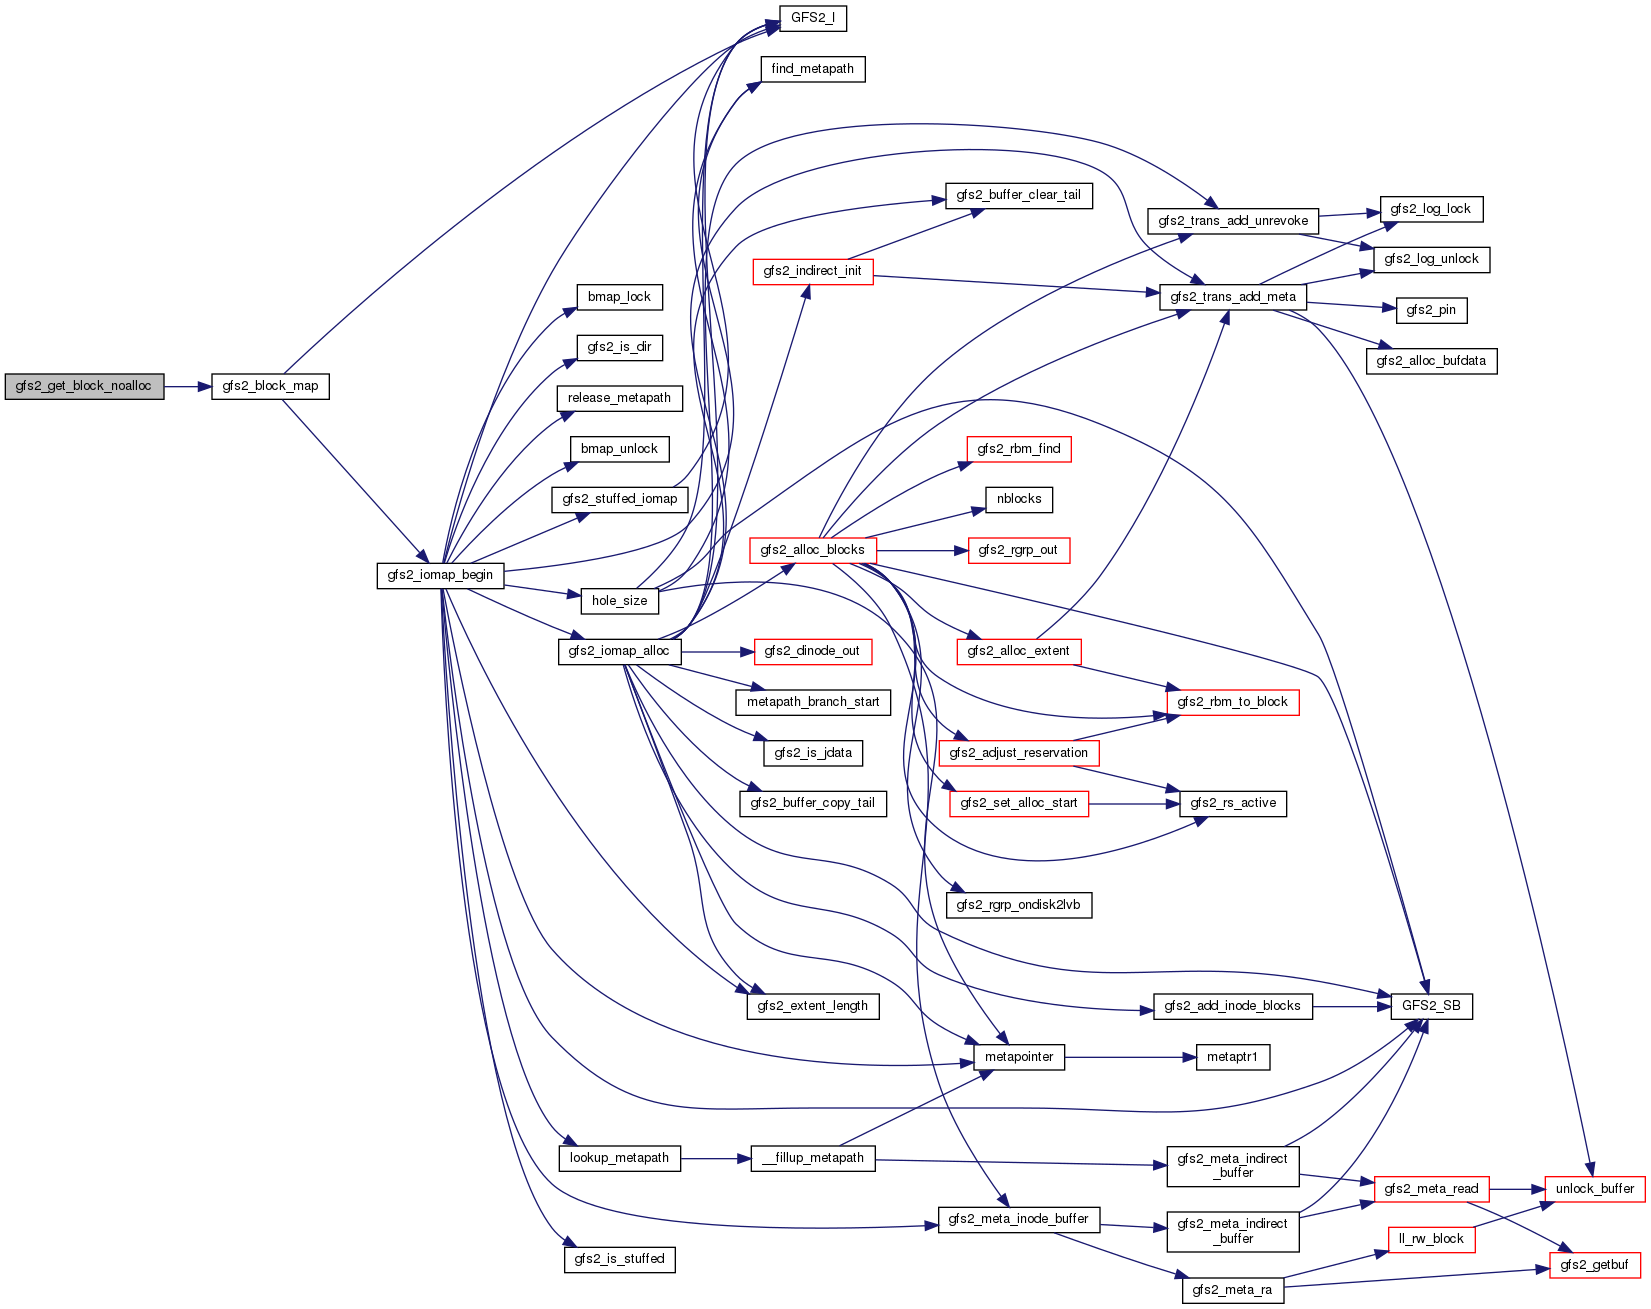 GFS2_I
find_metapath
gfs2_buffer_clear_tail
gfs2_trans_add_unrevoke
gfs2_log_lock
gfs2_log_unlock
gfs2_indirect_init
gfs2_trans_add_meta
bmap_lock
gfs2_pin
gfs2_is_dir
gfs2_alloc_bufdata
gfs2_get_block_noalloc
gfs2_block_map
release_metapath
bmap_unlock
gfs2_rbm_find
gfs2_stuffed_iomap
nblocks
gfs2_alloc_blocks
gfs2_rgrp_out
gfs2_iomap_begin
hole_size
gfs2_iomap_alloc
gfs2_dinode_out
gfs2_alloc_extent
metapath_branch_start
gfs2_rbm_to_block
gfs2_is_jdata
gfs2_adjust_reservation
gfs2_buffer_copy_tail
gfs2_set_alloc_start
gfs2_rs_active
gfs2_rgrp_ondisk2lvb
gfs2_extent_length
gfs2_add_inode_blocks
GFS2_SB
metapointer
metaptr1
lookup_metapath
__fillup_metapath
gfs2_meta_indirect
_buffer
gfs2_meta_read
unlock_buffer
gfs2_meta_inode_buffer
gfs2_meta_indirect
_buffer
ll_rw_block
gfs2_is_stuffed
gfs2_getbuf
gfs2_meta_ra